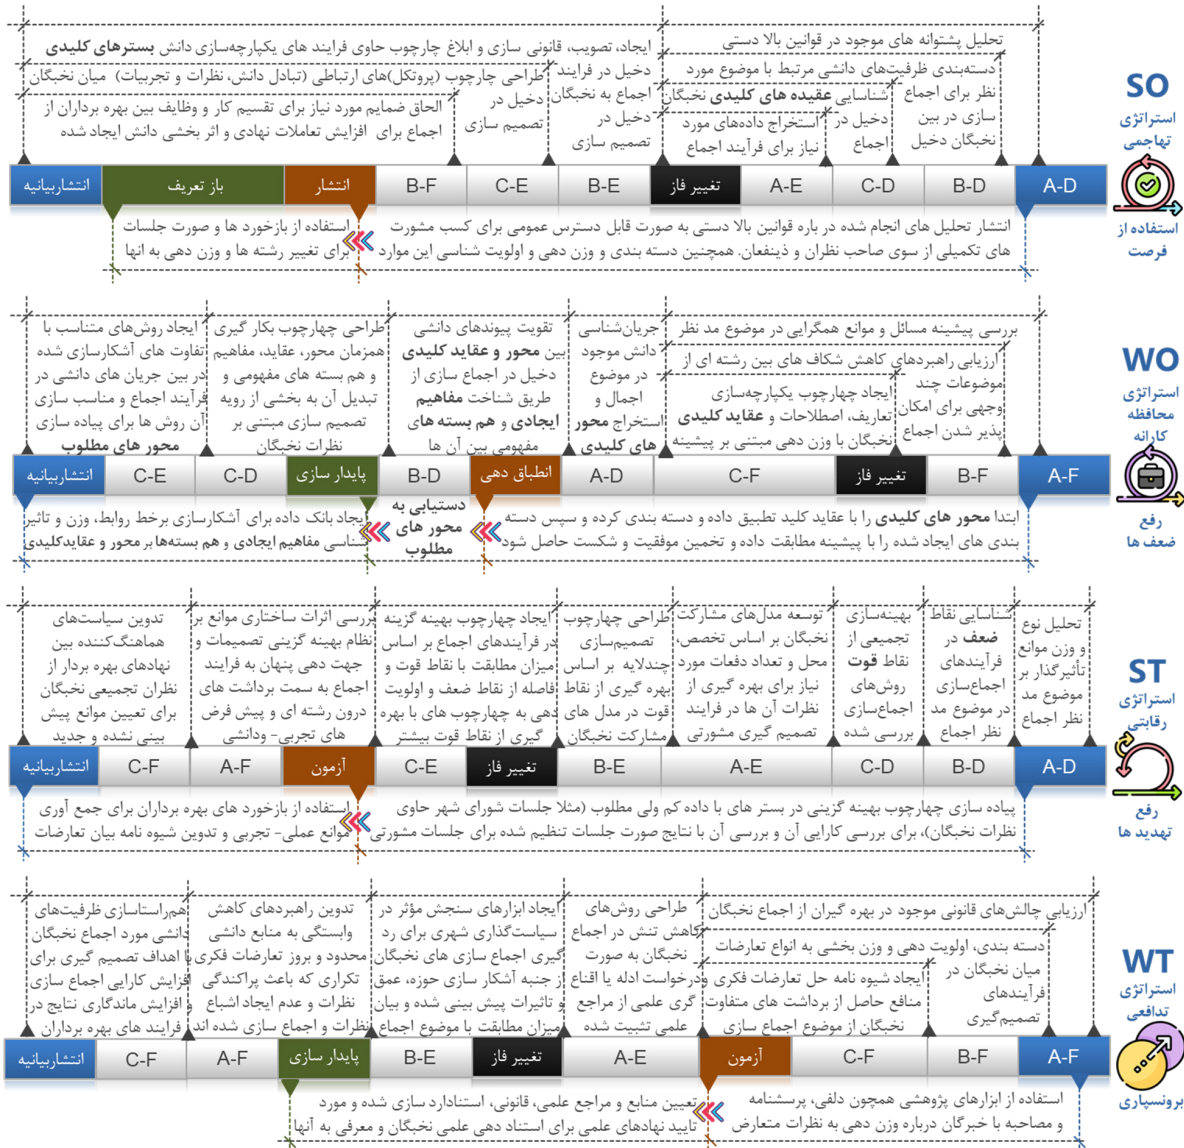 SO
استراتژی
تهاجمی
استفاده از
فرصت
تحلیل پشتوانه های موجود در قوانین بالا دستی
دسته‌بندی ظرفیت‌های دانشی مرتبط با موضوع مورد
نظر برای اجماع
سازی در بین
نخبگان دخیل
شناسایی عقیده های کلیدی نخبگان
دخیل در
اجماع
استخراج داده‌های مورد
نیاز برای فرآیند اجماع
ایجاد، تصویب، قانونی سازی و ابلاغ چارچوب حاوی فرایند های یکپارچه‌سازی دانش بسترهای کلیدی
دخیل در فرایند
اجماع به نخبگان
دخیل در
تصمیم سازی
طراحی چارچوب (پروتکل)های ارتباطی (تبادل دانش، نظرات و تجربیات) میان نخبگان
دخیل در
تصمیم سازی
الحاق ضمایم مورد نیاز برای تقسیم کار و وظایف بین بهره برداران از
اجماع برای افزایش تعاملات نهادی و اثر بخشی دانش ایجاد شده
A-D
B-D
C-D
A-E
تغییر فاز
B-E
C-E
B-F
انتشار
باز تعریف
انتشاربیانیه
انتشار تحلیل های انجام شده در باره قوانین بالا دستی به صورت قابل دسترس عمومی برای کسب مشورت
های تکمیلی از سوی صاحب نظران و ذینفعان. همچنین دسته بندی و وزن دهی و اولویت شناسی این موارد
استفاده از بازخورد ها و صورت جلسات
برای تغییر رشته ها و وزن دهی به آنها
WO
استراتژی
محافظه
کارانه
رفع
ضعف ها
بررسی پیشینه مسائل و موانع همگرایی در موضوع مد نظر
ارزیابی راهبردهای کاهش شکاف های بین رشته ای از
موضوعات چند
وجهی برای امکان
پذیر شدن اجماع
ایجاد چهارچوب یکپارچه‌سازی
تعاریف، اصطلاحات و عقاید کلیدی
نخبگان با وزن دهی مبتنی بر پیشینه
جریان‌شناسی
دانش موجود
در موضوع
اجمال و
استخراج محور
های کلیدی
تقویت پیوندهای دانشی
بین محور و عقاید کلیدی
دخیل در اجماع سازی از
طریق شناخت مفاهیم
ایجادی و هم بسته های
مفهومی بین آن ها
طراحی چهارچوب بکار گیری
همزمان محور، عقاید، مفاهیم
و هم بسته های مفهومی و
تبدیل آن به بخشی از رویه
تصمیم سازی مبتنی بر
نظرات نخبگان
ایجاد روش‌های متناسب با
تفاوت های آشکارسازی شده
در بین جریان های دانشی در
فرآیند اجماع و مناسب سازی
آن روش ها برای پیاده سازی
محور های مطلوب
A-F
B-F
تغییر فاز
C-F
A-D
انطباق دهی
B-D
پایدار سازی
C-D
C-E
انتشاربیانیه
ابتدا محور های کلیدی را با عقاید کلید تطبیق داده و دسته بندی کرده و سپس دسته
بندی های ایجاد شده را با پیشینه مطابقت داده و تخمین موفقیت و شکست حاصل شود
دستیابی به
محور های
مطلوب
ایجاد بانک داده برای آشکارسازی برخط روابط، وزن و تاثیر
شناسی مفاهیم ایجادی و هم بسته‌ها بر محور و عقایدکلیدی
ST
استراتژی
رقابتی
رفع
تهدید ها
تحلیل نوع
و وزن موانع
تأثیرگذار بر
موضوع مد
نظر اجماع
شناسایی نقاط
ضعف در
فرآیندهای
اجماع‌سازی
در موضوع مد
نظر اجماع
بهینه‌سازی
تجمیعی از
نقاط قوت
روش‌های
اجماع‌سازی
بررسی شده
توسعه مدل‌های مشارکت
نخبگان بر اساس تخصص،
محل و تعداد دفعات مورد
نیاز برای بهره گیری از
نظرات آن ها در فرایند
تصمیم گیری مشورتی
طراحی چهارچوب
تصمیم‌سازی
چندلایه بر اساس
بهره گیری از نقاط
قوت در مدل های
مشارکت نخبگان
ایجاد چهارچوب بهینه گزینه
در فرآیندهای اجماع بر اساس
میزان مطابقت با نقاط قوت و
فاصله از نقاط ضعف و اولویت
دهی به چهارچوب های با بهره
گیری از نقاط قوت بیشتر
بررسی اثرات ساختاری موانع بر
نظام بهینه گزینی تصمیمات و
جهت دهی پنهان به فرایند
اجماع به سمت برداشت های
درون رشته ای و پیش فرض
های تجربی- ودانشی
تدوین سیاست‌های
هماهنگ‌کننده بین
نهادهای بهره بردار از
نظران تجمیعی نخبگان
برای تعیین موانع پیش
بینی نشده و جدید
A-D
B-D
C-D
A-E
B-E
تغییر فاز
C-E
آزمون
A-F
C-F
انتشاربیانیه
پیاده سازی چهارچوب بهینه گزینی در بستر های با داده کم ولی مطلوب (مثلا جلسات شورای شهر حاوی
نظرات نخبگان)، برای بررسی کارایی آن و بررسی آن با نتایج صورت جلسات تنظیم شده برای جلسات مشورتی
استفاده از بازخورد های بهره برداران برای جمع آوری
موانع عملی- تجربی و تدوین شیوه نامه بیان تعارضات
WT
استراتژی
تدافعی
برونسپاری
ارزیابی چالش‌های قانونی موجود در بهره گیران از اجماع نخبگان
دسته بندی، اولویت دهی و وزن بخشی به انواع تعارضات
میان نخبگان در
فرآیندهای
تصمیم‌گیری
ایجاد شیوه نامه حل تعارضات فکری و
منافع حاصل از برداشت های متفاوت
نخبگان از موضوع اجماع سازی
طراحی روش‌های
کاهش تنش در اجماع
نخبگان به صورت
درخواست ادله یا اقناع
گری علمی از مراجع
علمی تثبیت شده
ایجاد ابزارهای سنجش مؤثر در
سیاست‌گذاری شهری برای رد
گیری اجماع سازی های نخبگان
از جنبه آشکار سازی حوزه، عمق
و تاثیرات پیش بینی شده و بیان
میزان مطابقت با موضوع اجماع
تدوین راهبردهای کاهش
وابستگی به منابع دانشی
محدود و بروز تعارضات فکری
تکراری که باعث پراکندگی
نظرات و عدم ایجاد اشباع
نظرات و اجماع سازی شده اند
هم‌راستاسازی ظرفیت‌های
دانشی مورد اجماع نخبگان
با اهداف تصمیم گیری برای
افزایش کارایی اجماع سازی
و افزایش ماندگاری نتایج در
فرایند های بهره برداران
A-F
B-F
C-F
آزمون
A-E
تغییر فاز
B-E
پایدار سازی
A-F
C-F
انتشاربیانیه
استفاده از ابزارهای پژوهشی همچون دلفی، پرسشنامه
و مصاحبه با خبرگان درباره وزن دهی به نظرات متعارض
تعیین منابع و مراجع علمی، قانونی، استنادارد سازی شده و مورد
تایید نهادهای علمی برای استناد دهی علمی نخبگان و معرفی به آنها